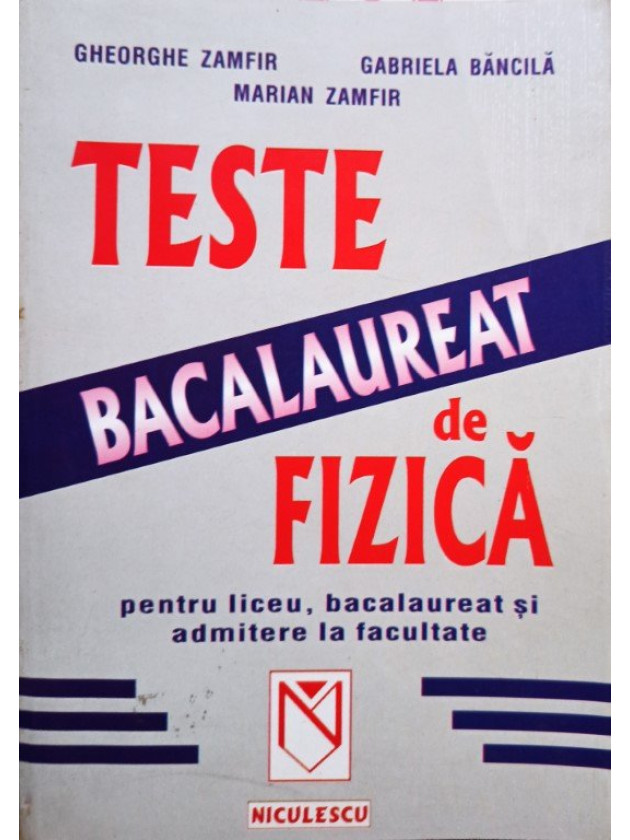 GHEORGHE ZAMFIR GABRIELA BĂNCILĂ
MARIAN ZAMFIR
TESTE
BACALAUREAT
de
FIZICĂ
pentru liceu, bacalaureat și
admitere la facultate
NICULESCU